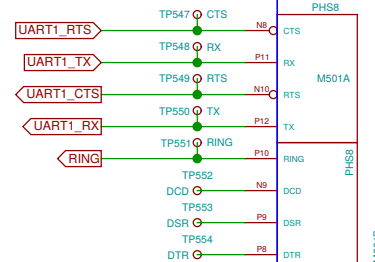 PHS8
TP547 CTS
UART1_RTS N8 CTS
TP548 RX
UART1_TX P11 RX
M501A
TP549 RTS
UART1_CTS N10 RTS
TP550 TX
UART1_RX P12 TX
TP551 RING
RING P10 RING
PHS8
TP552
DCD N9 DCD
TP553
DSR P9 DSR
TP554
DTR P8 DTR